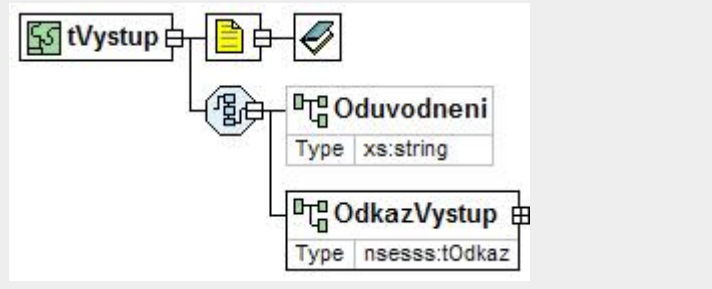 tVystup
Oduvodneni
Type xs:string
OdkazVystup
Type nsesss:tOdkaz